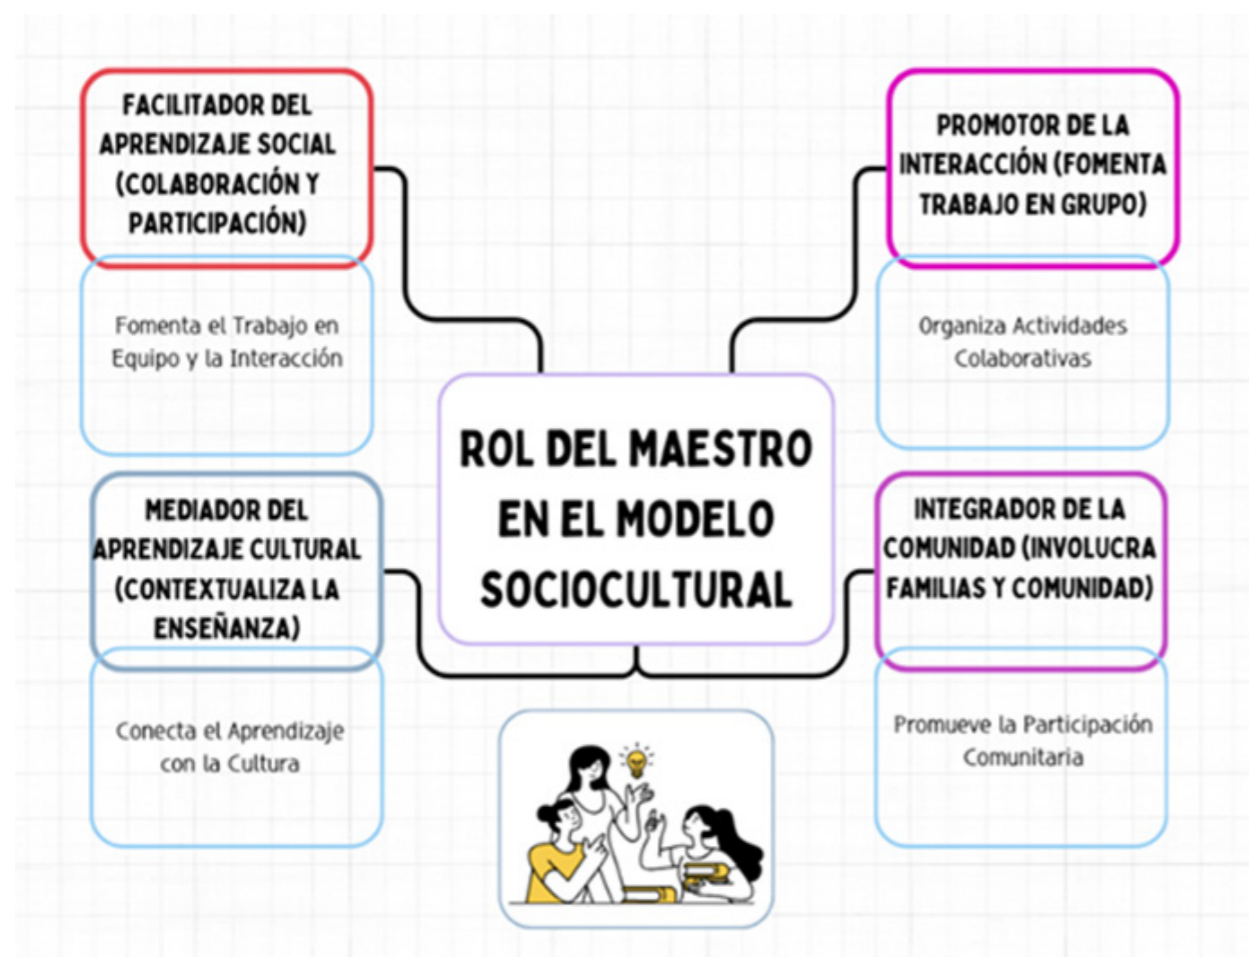 FACILITADOR DEL
APRENDIZAJE SOCIAL
(COLABORACIÓN Y
PARTICIPACIÓN)
Fomenta el Trabajo en
Equipo y la Interacción
PROMOTOR DE LA
INTERACCIÓN (FOMENTA
TRABAJO EN GRUPO)
Organiza Actividades
Colaborativas
ROL DEL MAESTRO
EN EL MODELO
SOCIOCULTURAL
MEDIADOR DEL
APRENDIZAJE CULTURAL
(CONTEXTUALIZA LA
ENSEÑANZA)
Conecta el Aprendizaje
con la Cultura
INTEGRADOR DE LA
COMUNIDAD (INVOLUCRA
FAMILIAS Y COMUNIDAD)
Promueve la Participación
Comunitaria